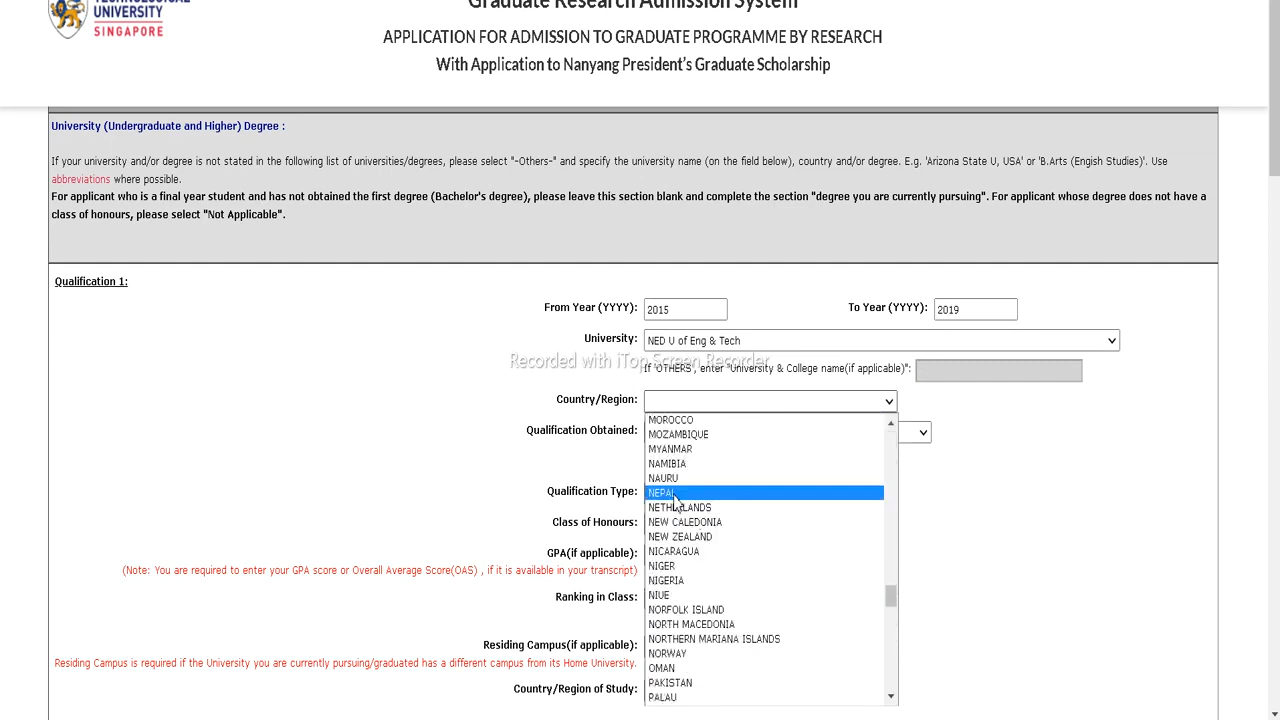 TECHNOLOGICAL
UNIVERSITY
SINGAPORE
Graduate Research Admission System
APPLICATION FOR ADMISSION TO GRADUATE PROGRAMME BY RESEARCH
With Application to Nanyang President's Graduate Scholarship
University (Undergraduate and Higher) Degree :
If your university and/or degree is not stated in the following list of universities/degrees, please select "-Others-" and specify the university name (on the field below), country and/or degree. E.g. 'Arizona State U, USA' or 'B.Arts (Engish Studies)'. Use
abbreviations where possible.
For applicant who is a final year student and has not obtained the first degree (Bachelor's degree), please leave this section blank and complete the section "degree you are currently pursuing". For applicant whose degree does not have a
class of honours, please select "Not Applicable".
Qualification 1:
From Year (YYYY): 2015 To Year (YYYY): 2019
University: NED U of Eng & Tech
Recorded with iTop Screen Recorder
If 'OTHERS', enter "University & College name(if applicable)":
Country/Region:
Qualification Obtained:
Qualification Type:
Class of Honours:
GPA(if applicable):
(Note: You are required to enter your GPA score or Overall Average Score(OAS) , if it is available in your transcript)
Ranking in Class:
Residing Campus(if applicable):
Residing Campus is required if the University you are currently pursuing/graduated has a different campus from its Home University.
Country/Region of Study:
MOROCCO
MOZAMBIQUE
MYANMAR
NAMIBIA
NAURU
NEPAL
NETHERLANDS
NEW CALEDONIA
NEW ZEALAND
NICARAGUA
NIGER
NIGERIA
NIUE
NORFOLK ISLAND
NORTH MACEDONIA
NORTHERN MARIANA ISLANDS
NORWAY
OMAN
PAKISTAN
PALAU